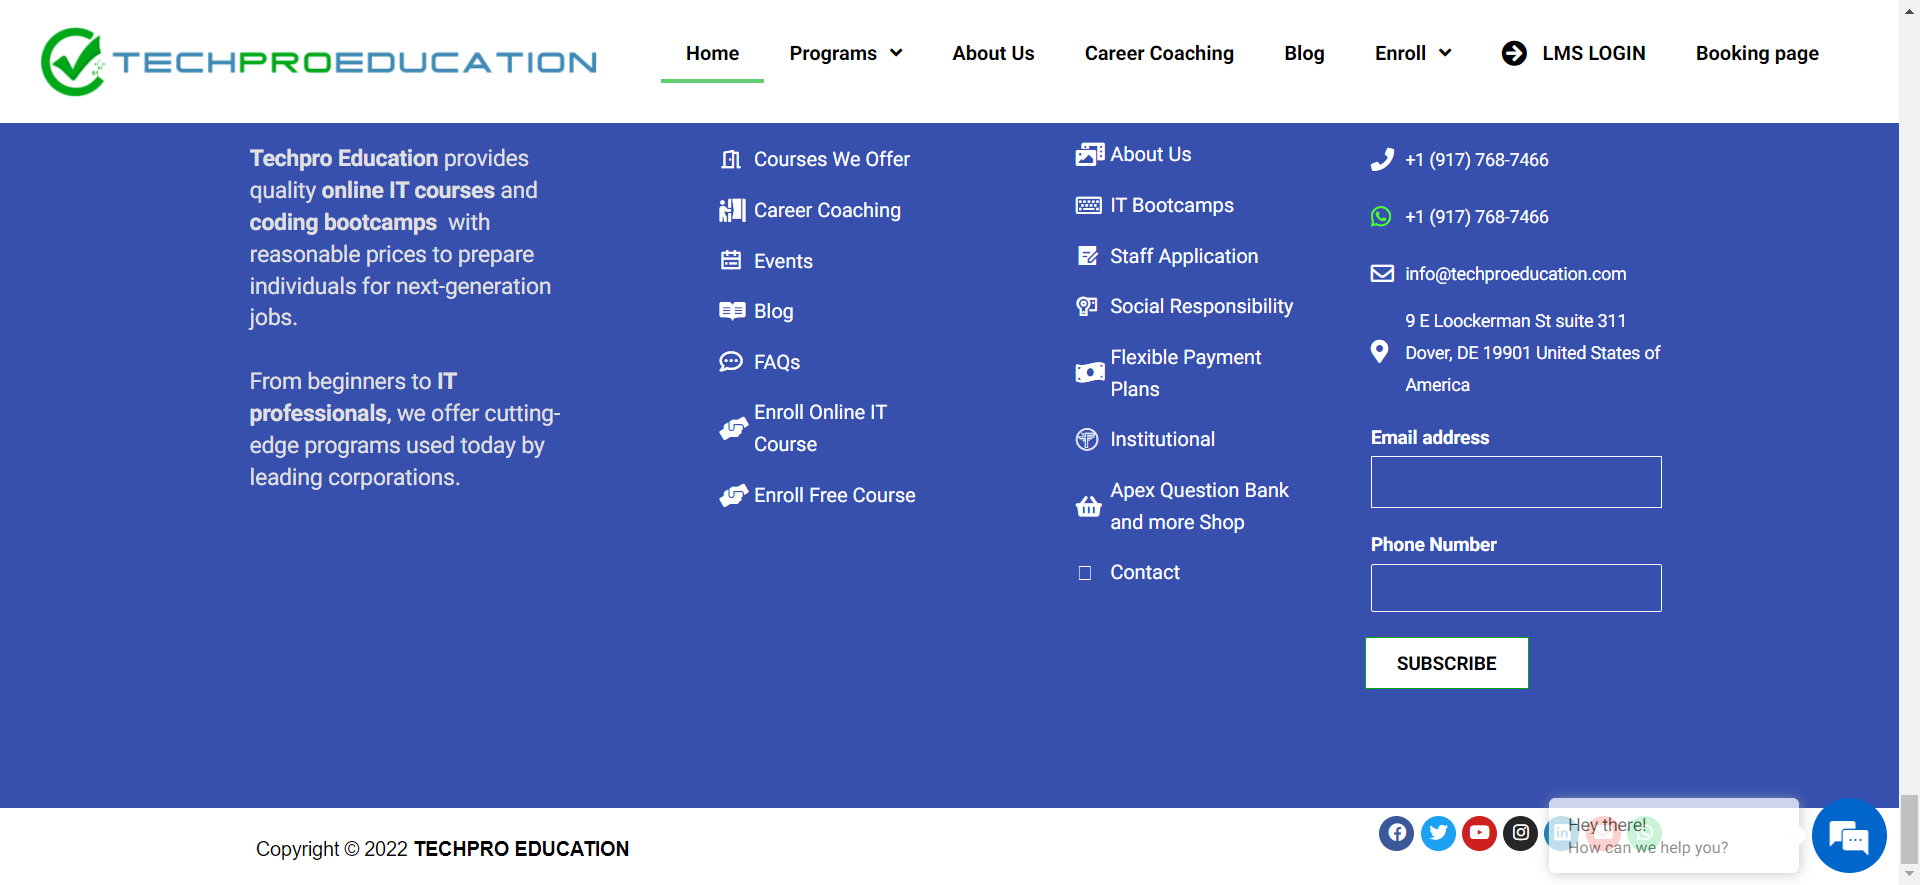 TECHPROEDUCATION
Home Programs About Us Career Coaching Blog Enroll LMS LOGIN Booking page
Techpro Education provides
quality online IT courses and
coding bootcamps with
reasonable prices to prepare
individuals for next-generation
jobs.
From beginners to IT
professionals, we offer cutting-
edge programs used today by
leading corporations.
Courses We Offer
Career Coaching
Events
Blog
FAQs
Enroll Online IT
Course
Enroll Free Course
About Us
IT Bootcamps
Staff Application
Social Responsibility
Flexible Payment
Plans
Institutional
Apex Question Bank
and more Shop
Contact
+1 (917) 768-7466
+1 (917) 768-7466
info@techproeducation.com
9 E Loockerman St suite 311
Dover, DE 19901 United States of
America
Email address
Phone Number
SUBSCRIBE
Copyright © 2022 TECHPRO EDUCATION
Hey there!
How can we help you?